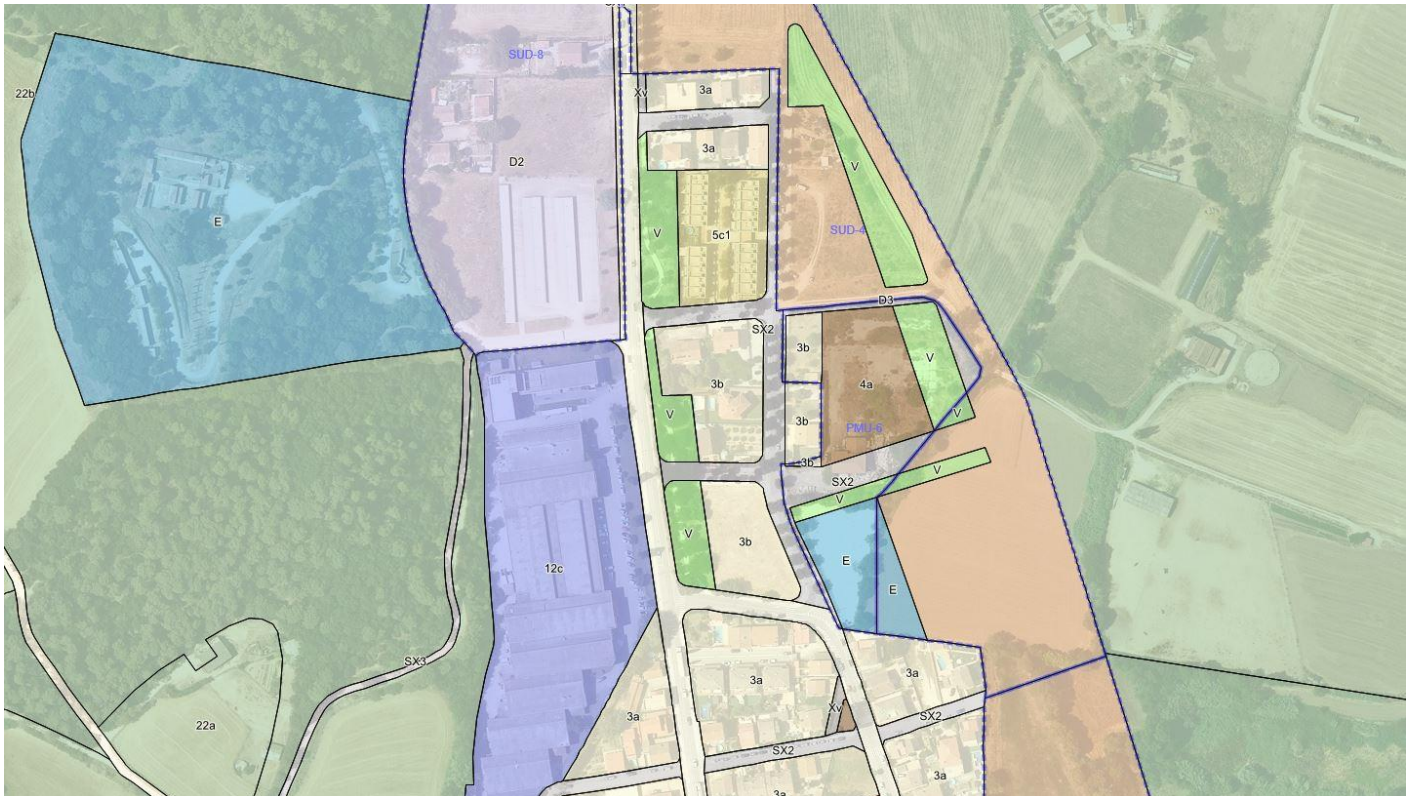 SUD-8
22b
Xv
3a
3a
D2
V
E
V
5c1
SUD-4
D3
SX2
3b
V
3b
4a
V
V
3b
PMU-6
3b
V
SX2
V
V
3b
12c
E
E
SX3
3a
3a
Xv
3a
22a
SX2
SX2
3a
3a